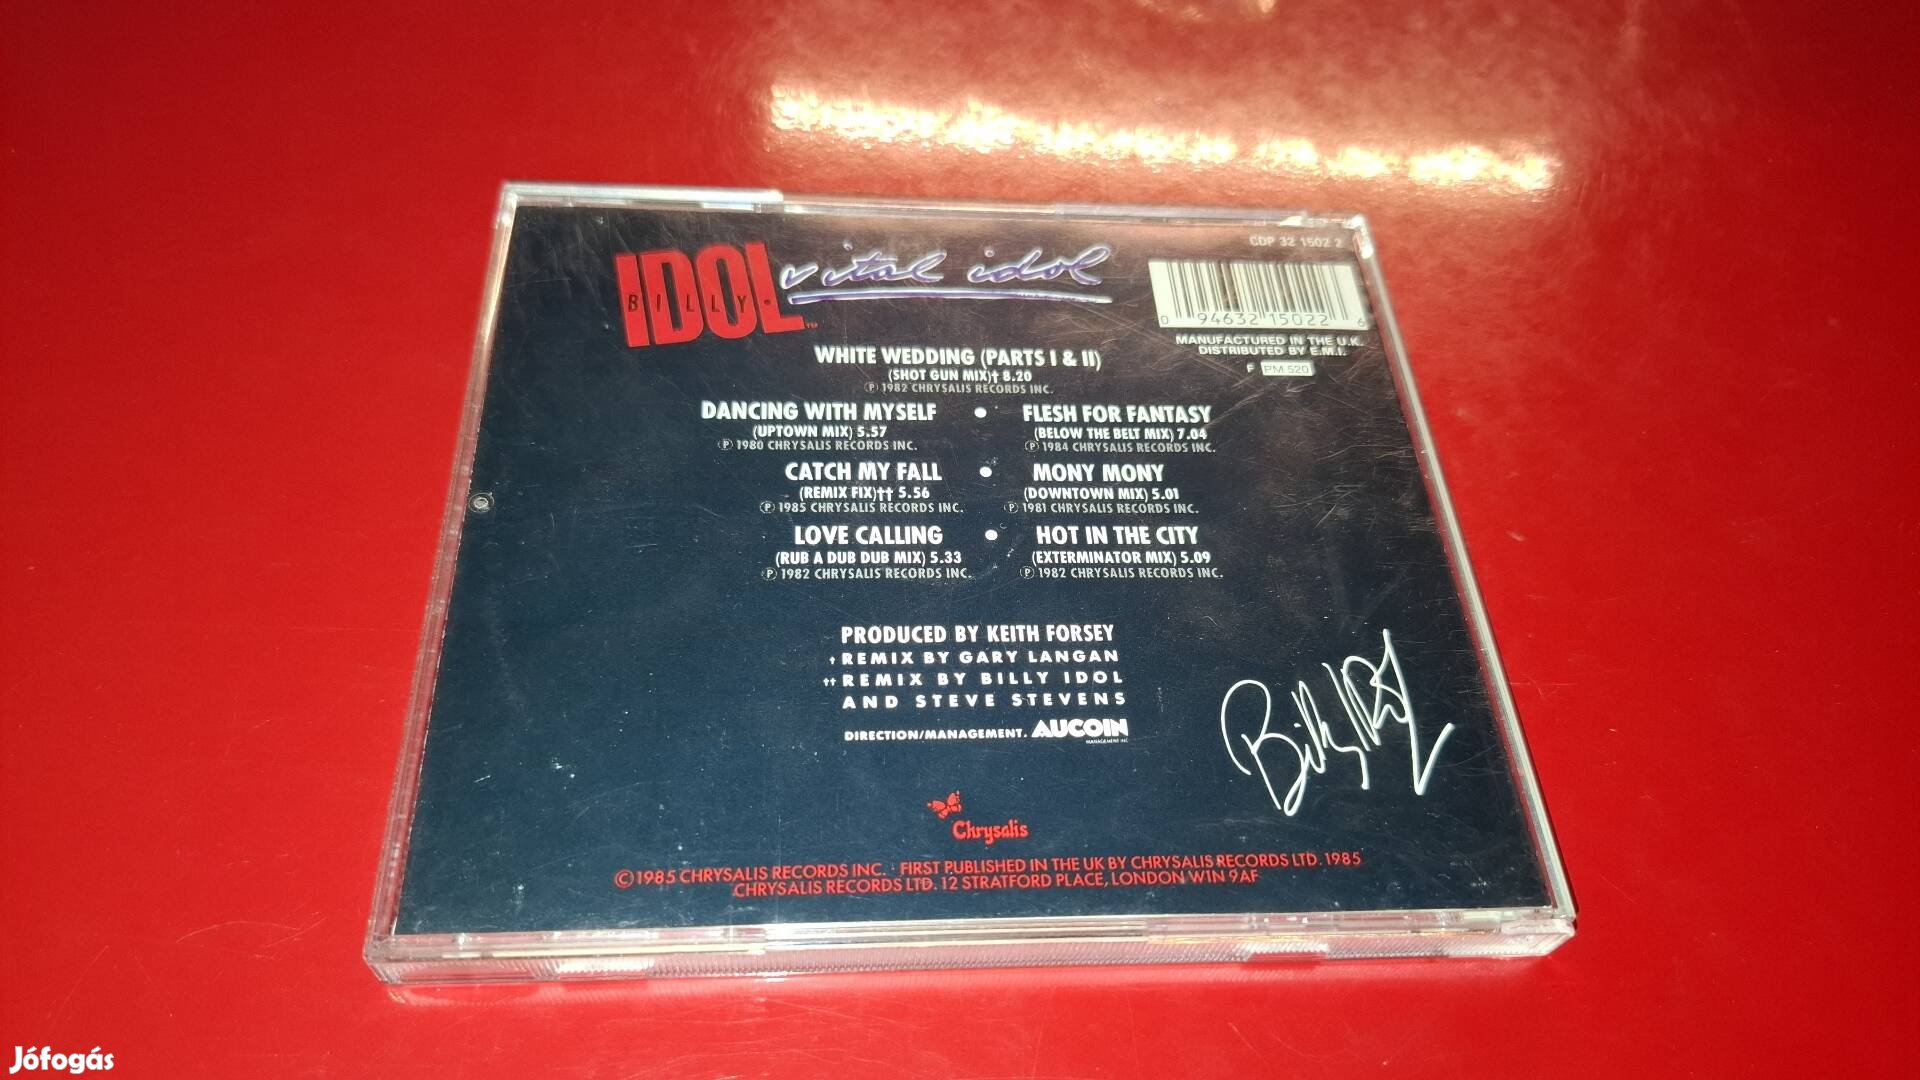 IDOL
BILLY
TM
vital idol
CDP 32 1502 2
0 94632 15022 6
MANUFACTURED IN THE U.K.
DISTRIBUTED BY E.M.I.
F PM 520
WHITE WEDDING (PARTS I & II)
(SHOT GUN MIX)† 8.20
℗ 1982 CHRYSALIS RECORDS INC.
DANCING WITH MYSELF • FLESH FOR FANTASY
(UPTOWN MIX) 5.57 (BELOW THE BELT MIX) 7.04
℗ 1980 CHRYSALIS RECORDS INC. ℗ 1984 CHRYSALIS RECORDS INC.
CATCH MY FALL • MONY MONY
(REMIX FIX)†† 5.56 (DOWNTOWN MIX) 5.01
℗ 1985 CHRYSALIS RECORDS INC. ℗ 1981 CHRYSALIS RECORDS INC.
LOVE CALLING • HOT IN THE CITY
(RUB A DUB DUB MIX) 5.33 (EXTERMINATOR MIX) 5.09
℗ 1982 CHRYSALIS RECORDS INC. ℗ 1982 CHRYSALIS RECORDS INC.
PRODUCED BY KEITH FORSEY
† REMIX BY GARY LANGAN
†† REMIX BY BILLY IDOL
AND STEVE STEVENS
DIRECTION/MANAGEMENT. AUCOIN
MANAGEMENT INC
Billy Idol
Chrysalis
©1985 CHRYSALIS RECORDS INC. · FIRST PUBLISHED IN THE UK BY CHRYSALIS RECORDS LTD. 1985
CHRYSALIS RECORDS LTD. 12 STRATFORD PLACE, LONDON W1N 9AF
Jófogás